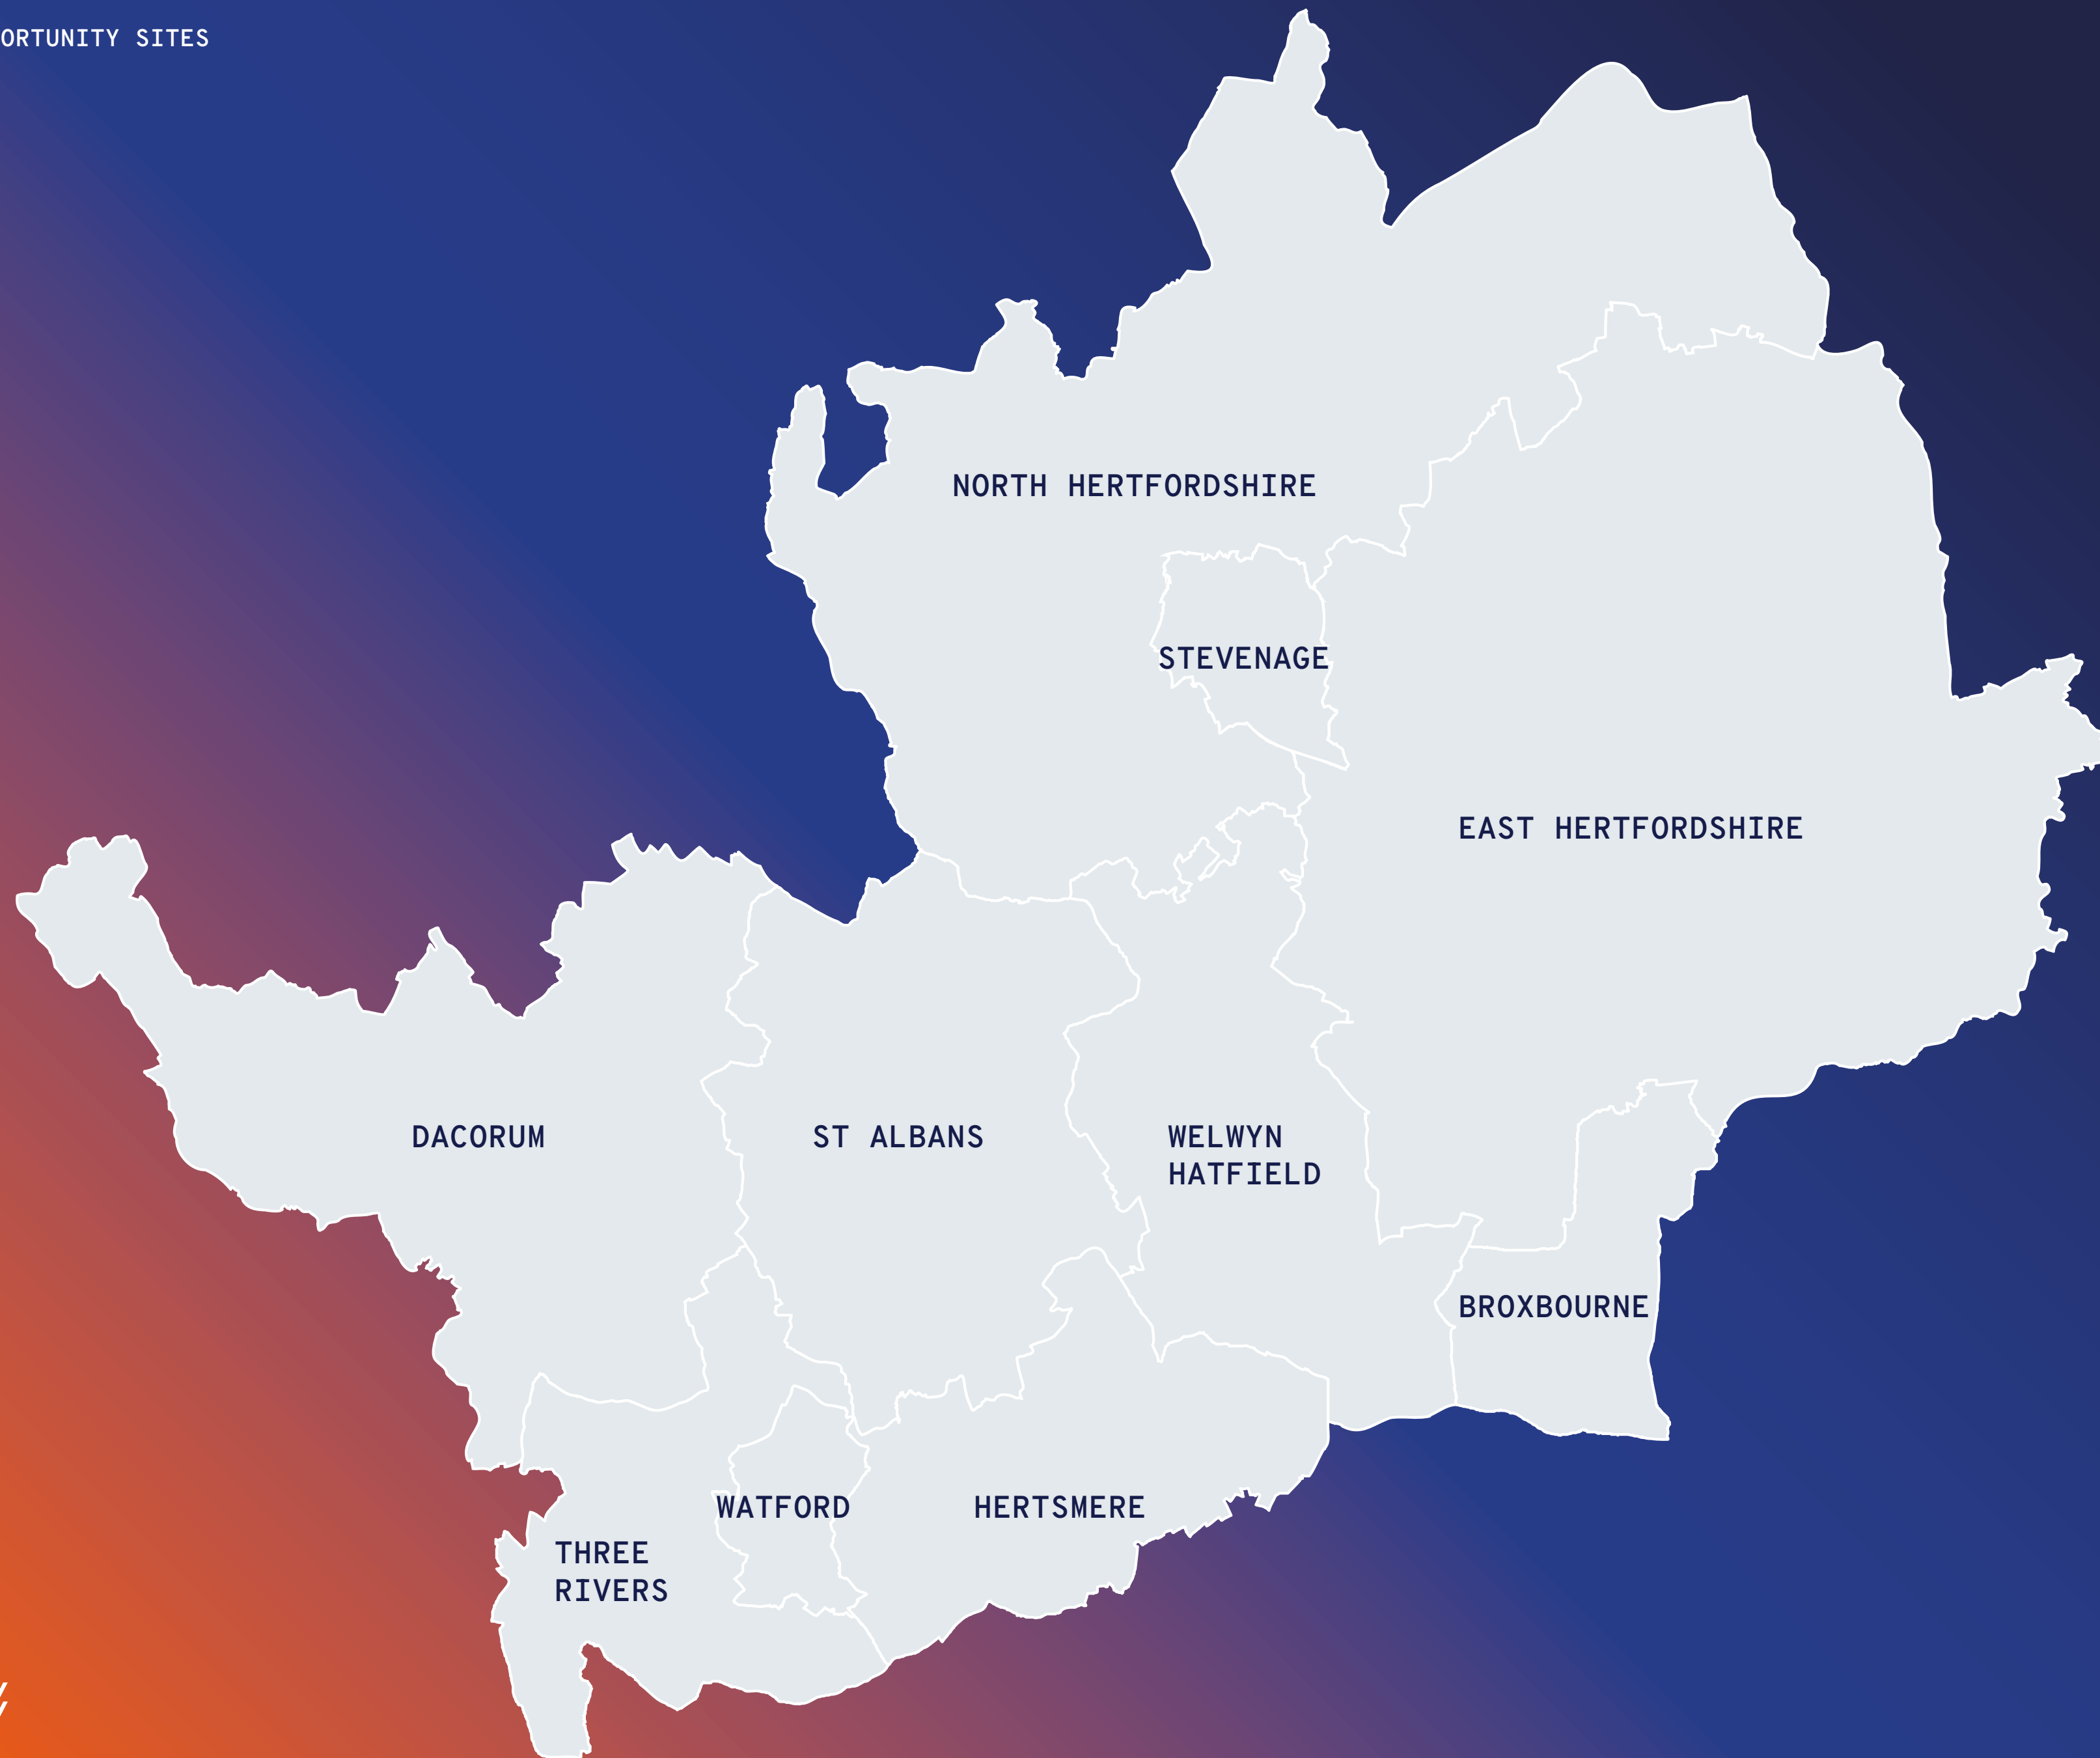 ORTUNITY SITES
NORTH HERTFORDSHIRE
STEVENAGE
EAST HERTFORDSHIRE
DACORUM
ST ALBANS
WELWYN
HATFIELD
BROXBOURNE
WATFORD
HERTSMERE
THREE
RIVERS